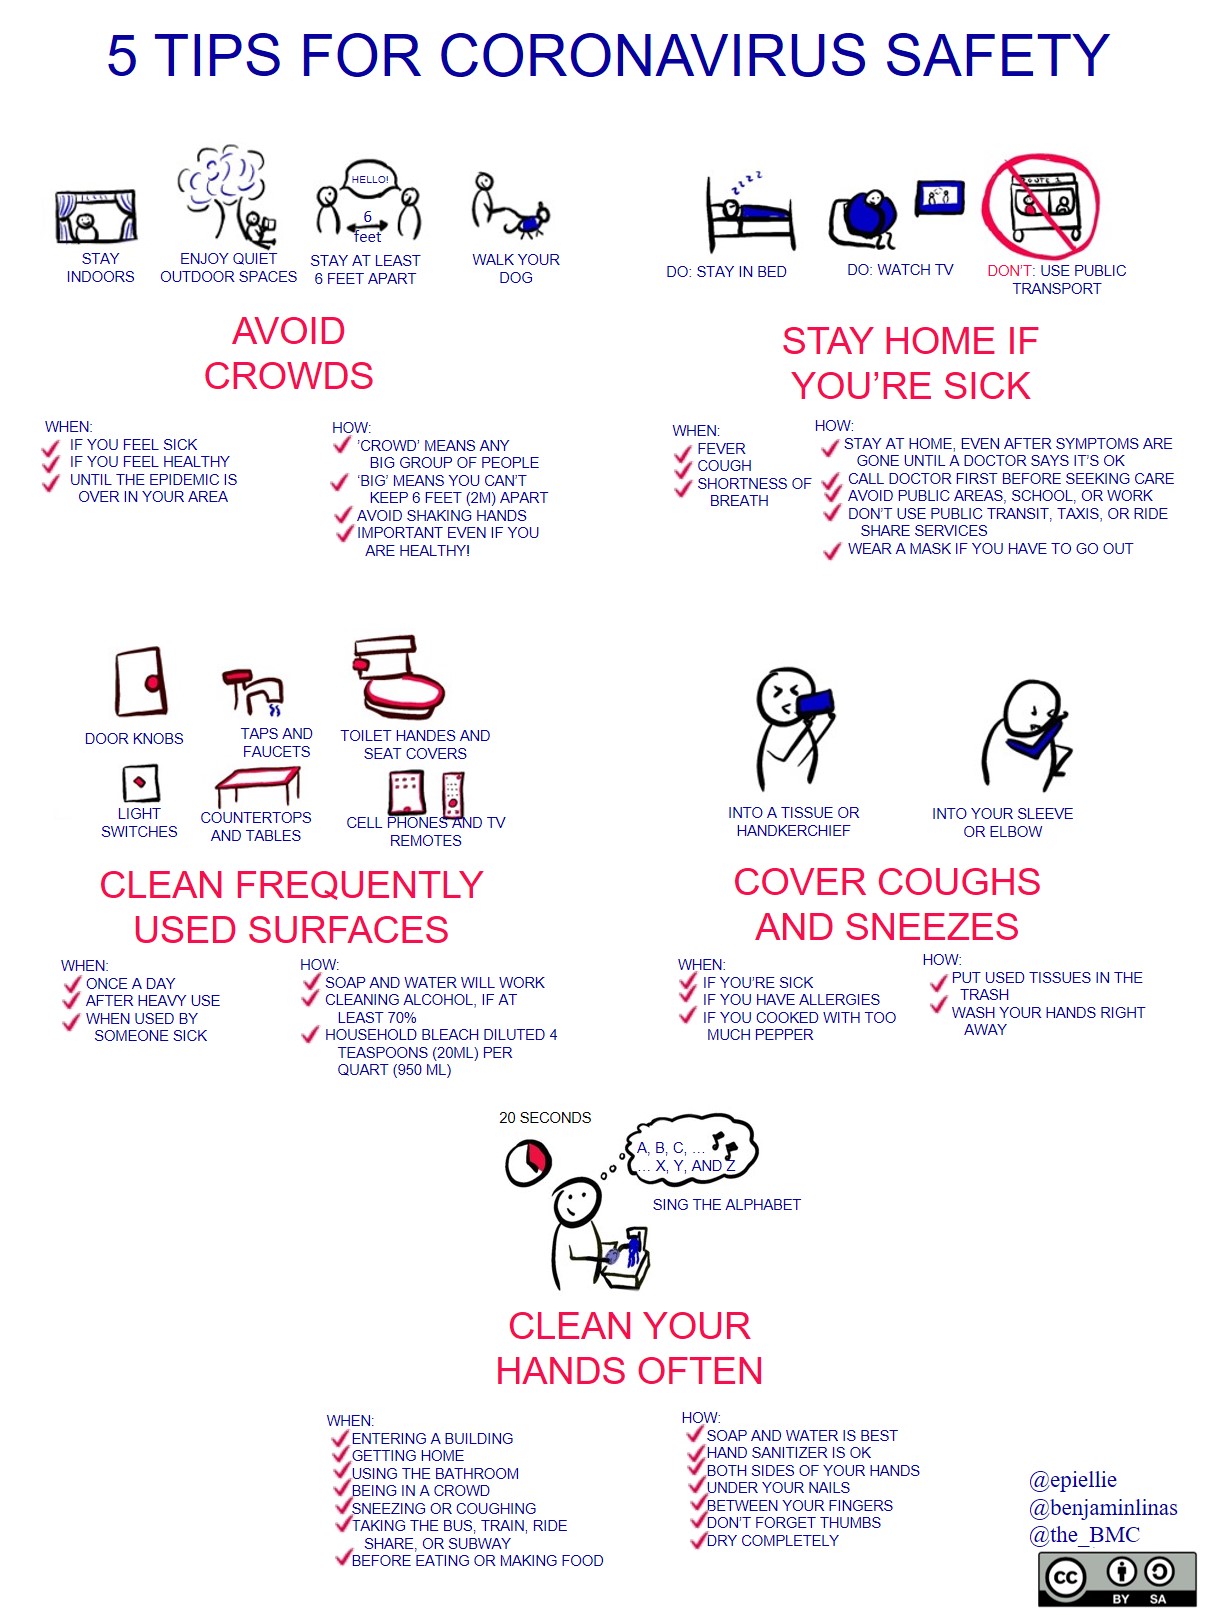 5 TIPS FOR CORONAVIRUS SAFETY
HELLO!
6
feet
STAY
INDOORS
ENJOY QUIET
OUTDOOR SPACES
STAY AT LEAST
6 FEET APART
WALK YOUR
DOG
AVOID
CROWDS
WHEN:
IF YOU FEEL SICK
IF YOU FEEL HEALTHY
UNTIL THE EPIDEMIC IS
OVER IN YOUR AREA
HOW:
'CROWD' MEANS ANY
BIG GROUP OF PEOPLE
'BIG' MEANS YOU CAN'T
KEEP 6 FEET (2M) APART
AVOID SHAKING HANDS
IMPORTANT EVEN IF YOU
ARE HEALTHY!
zzzz
ROUTE 1
DO: STAY IN BED
DO: WATCH TV
DON'T: USE PUBLIC
TRANSPORT
STAY HOME IF
YOU'RE SICK
WHEN:
FEVER
COUGH
SHORTNESS OF
BREATH
HOW:
STAY AT HOME, EVEN AFTER SYMPTOMS ARE
GONE UNTIL A DOCTOR SAYS IT'S OK
CALL DOCTOR FIRST BEFORE SEEKING CARE
AVOID PUBLIC AREAS, SCHOOL, OR WORK
DON'T USE PUBLIC TRANSIT, TAXIS, OR RIDE
SHARE SERVICES
WEAR A MASK IF YOU HAVE TO GO OUT
DOOR KNOBS
TAPS AND
FAUCETS
TOILET HANDES AND
SEAT COVERS
LIGHT
SWITCHES
COUNTERTOPS
AND TABLES
CELL PHONES AND TV
REMOTES
CLEAN FREQUENTLY
USED SURFACES
WHEN:
ONCE A DAY
AFTER HEAVY USE
WHEN USED BY
SOMEONE SICK
HOW:
SOAP AND WATER WILL WORK
CLEANING ALCOHOL, IF AT
LEAST 70%
HOUSEHOLD BLEACH DILUTED 4
TEASPOONS (20ML) PER
QUART (950 ML)
INTO A TISSUE OR
HANDKERCHIEF
INTO YOUR SLEEVE
OR ELBOW
COVER COUGHS
AND SNEEZES
WHEN:
IF YOU'RE SICK
IF YOU HAVE ALLERGIES
IF YOU COOKED WITH TOO
MUCH PEPPER
HOW:
PUT USED TISSUES IN THE
TRASH
WASH YOUR HANDS RIGHT
AWAY
20 SECONDS
A, B, C, ...
... X, Y, AND Z
SING THE ALPHABET
CLEAN YOUR
HANDS OFTEN
WHEN:
ENTERING A BUILDING
GETTING HOME
USING THE BATHROOM
BEING IN A CROWD
SNEEZING OR COUGHING
TAKING THE BUS, TRAIN, RIDE
SHARE, OR SUBWAY
BEFORE EATING OR MAKING FOOD
HOW:
SOAP AND WATER IS BEST
HAND SANITIZER IS OK
BOTH SIDES OF YOUR HANDS
UNDER YOUR NAILS
BETWEEN YOUR FINGERS
DON'T FORGET THUMBS
DRY COMPLETELY
@epiellie
@benjaminlinas
@the_BMC
cc
BY SA